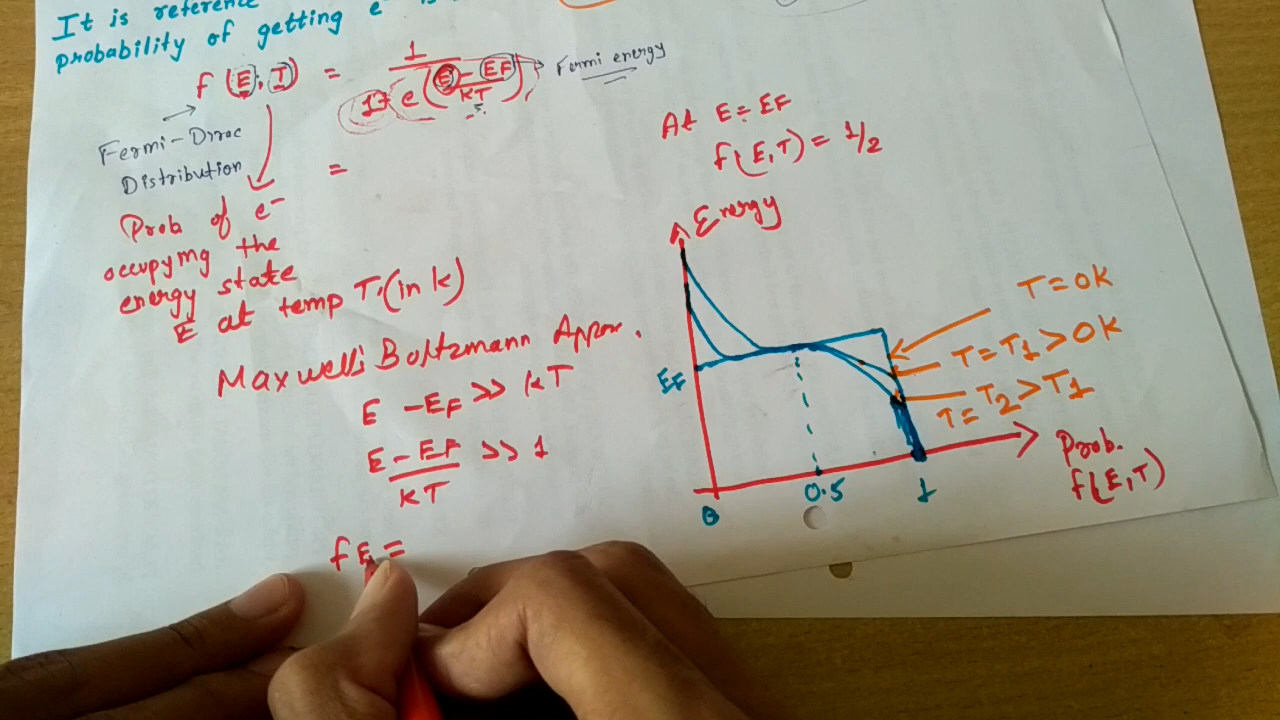 It is reference
probability of getting e⁻ is
f (E, T) = 1 / 1 + e^((E - EF) / KT)
Fermi energy
Fermi-Dirac
Distribution
=
Prob of e⁻
occupying the
energy state
E at temp T, (in k)
Maxwell's Boltzmann Appox.
E - EF >> kT
E - EF / KT >> 1
fE =
At E = EF
f(E,T) = 1/2
Energy
T = 0K
T = T1 > 0K
T = T2 > T1
EF
Prob.
f(E,T)
0 0.5 1